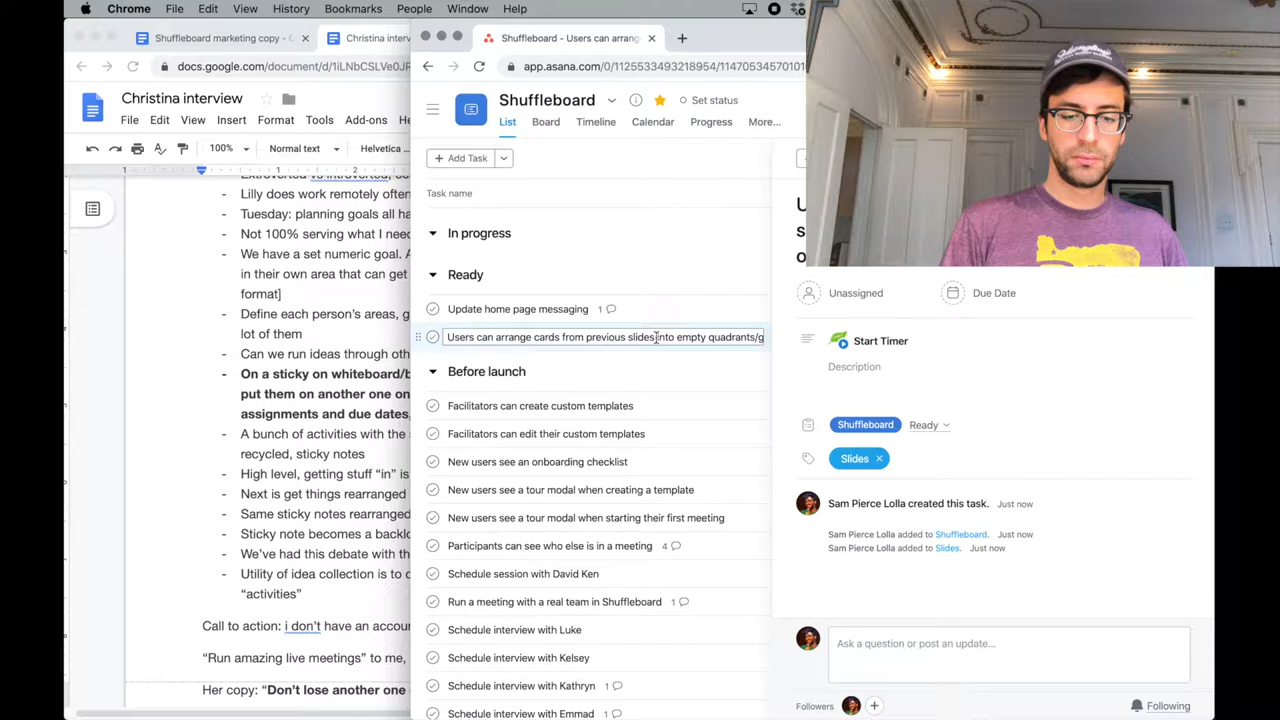 Chrome File Edit View History Bookmarks People Window Help
Shuffleboard marketing copy - G
Christina interv
Shuffleboard - Users can arrang
docs.google.com/document/d/1iLN
app.asana.com/0/1125533493218954/11470534570101
Christina interview
File Edit View Insert Format Tools Add-ons
100% Normal text Helvetica ...
Shuffleboard
Set status
List Board Timeline Calendar Progress More...
Add Task
Task name
In progress
Ready
Update home page messaging 1
Users can arrange cards from previous slides into empty quadrants/g
Before launch
Facilitators can create custom templates
Facilitators can edit their custom templates
New users see an onboarding checklist
New users see a tour modal when creating a template
New users see a tour modal when starting their first meeting
Participants can see who else is in a meeting 4
Schedule session with David Ken
Run a meeting with a real team in Shuffleboard 1
Schedule interview with Luke
Schedule interview with Kelsey
Schedule interview with Kathryn 1
Schedule interview with Emmad 1
- Lilly does work remotely often
- Tuesday: planning goals all ha
- Not 100% serving what I need
- We have a set numeric goal. A
in their own area that can get
format]
- Define each person's areas, g
lot of them
- Can we run ideas through oth
- On a sticky on whiteboard/b
put them on another one on
assignments and due dates,
- A bunch of activities with the
recycled, sticky notes
- High level, getting stuff "in" is
- Next is get things rearranged
- Same sticky notes rearranged
- Sticky note becomes a backlo
- We've had this debate with th
- Utility of idea collection is to c
"activities"
Call to action: i don't have an accour
"Run amazing live meetings" to me,
Her copy: "Don't lose another one
Unassigned
Due Date
Start Timer
Description
Shuffleboard Ready
Slides ×
Sam Pierce Lolla created this task. Just now
Sam Pierce Lolla added to Shuffleboard. Just now
Sam Pierce Lolla added to Slides. Just now
Ask a question or post an update...
Followers
Following